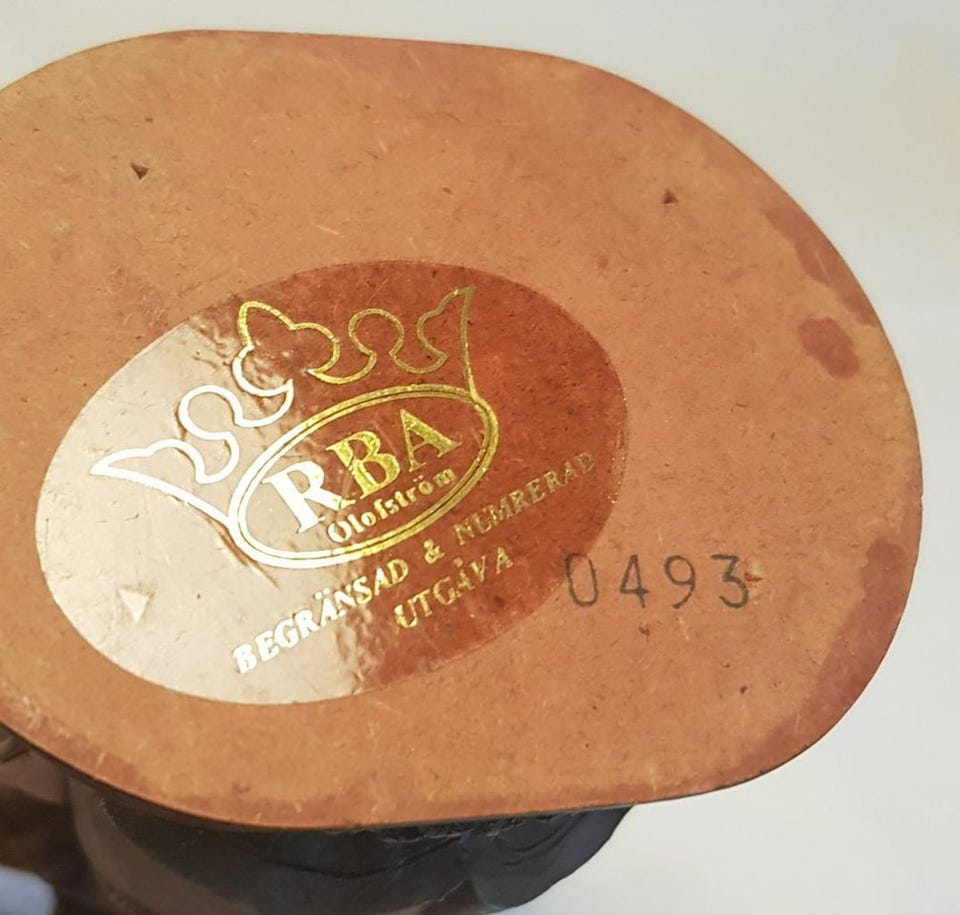 RBA
Olofström
BEGRÄNSAD & NUMRERAD
UTGÅVA
0493